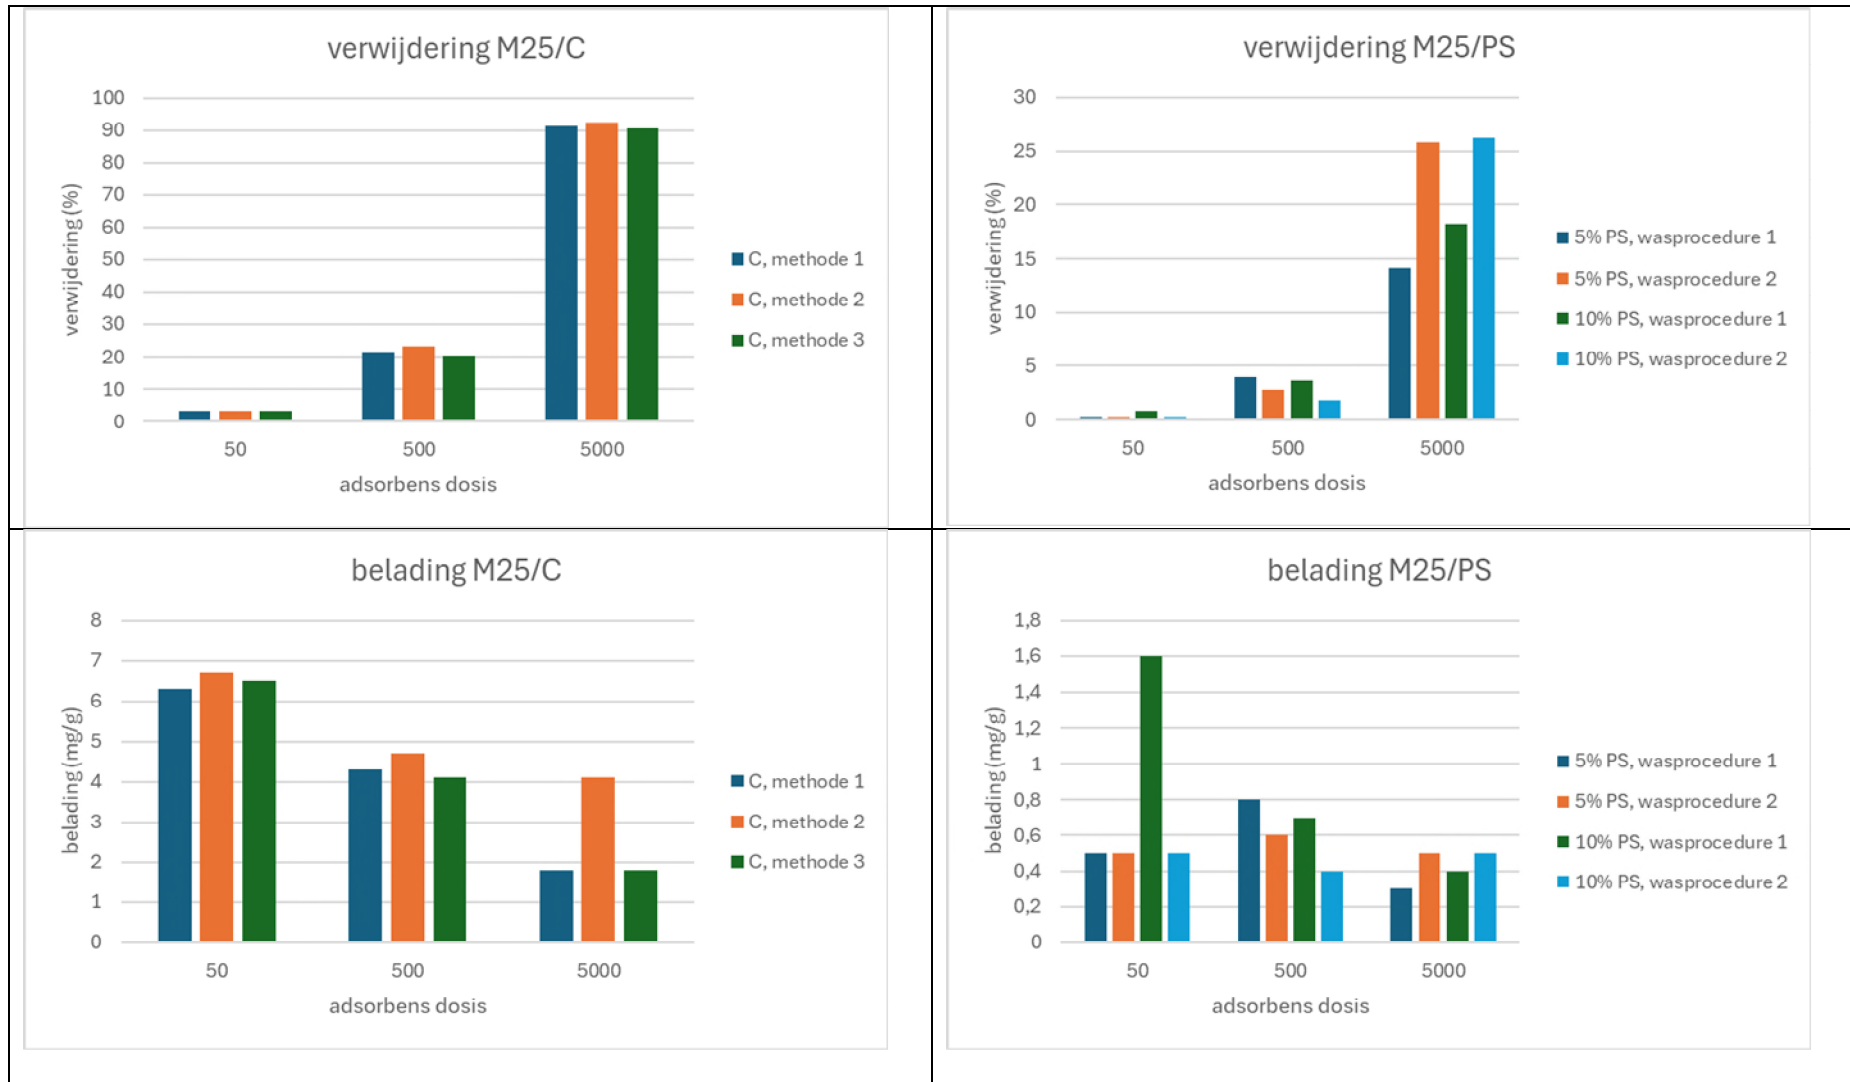 verwijdering M25/C
100
90
80
70
60
50
40
30
20
10
0
verwijdering (%)
50 500 5000
adsorbens dosis
C, methode 1
C, methode 2
C, methode 3
verwijdering M25/PS
30
25
20
15
10
5
0
verwijdering (%)
50 500 5000
adsorbens dosis
5% PS, wasprocedure 1
5% PS, wasprocedure 2
10% PS, wasprocedure 1
10% PS, wasprocedure 2
belading M25/C
8
7
6
5
4
3
2
1
0
belading (mg/g)
50 500 5000
adsorbens dosis
C, methode 1
C, methode 2
C, methode 3
belading M25/PS
1,8
1,6
1,4
1,2
1
0,8
0,6
0,4
0,2
0
belading (mg/g)
50 500 5000
adsorbens dosis
5% PS, wasprocedure 1
5% PS, wasprocedure 2
10% PS, wasprocedure 1
10% PS, wasprocedure 2